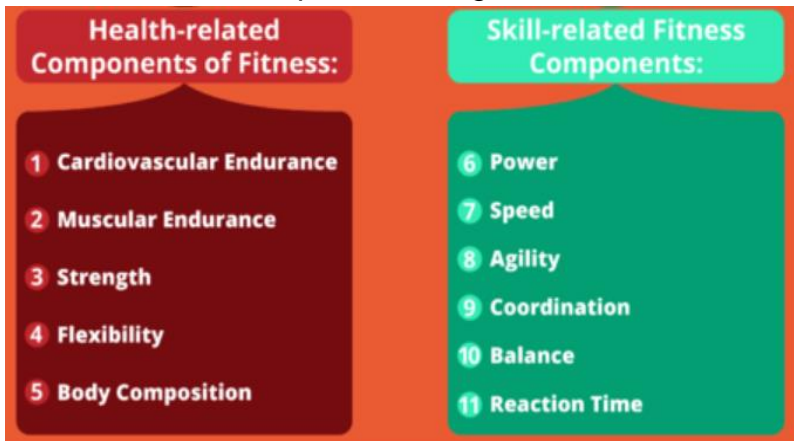 Health-related
Components of Fitness:
1 Cardiovascular Endurance
2 Muscular Endurance
3 Strength
4 Flexibility
5 Body Composition
Skill-related Fitness
Components:
6 Power
7 Speed
8 Agility
9 Coordination
10 Balance
11 Reaction Time